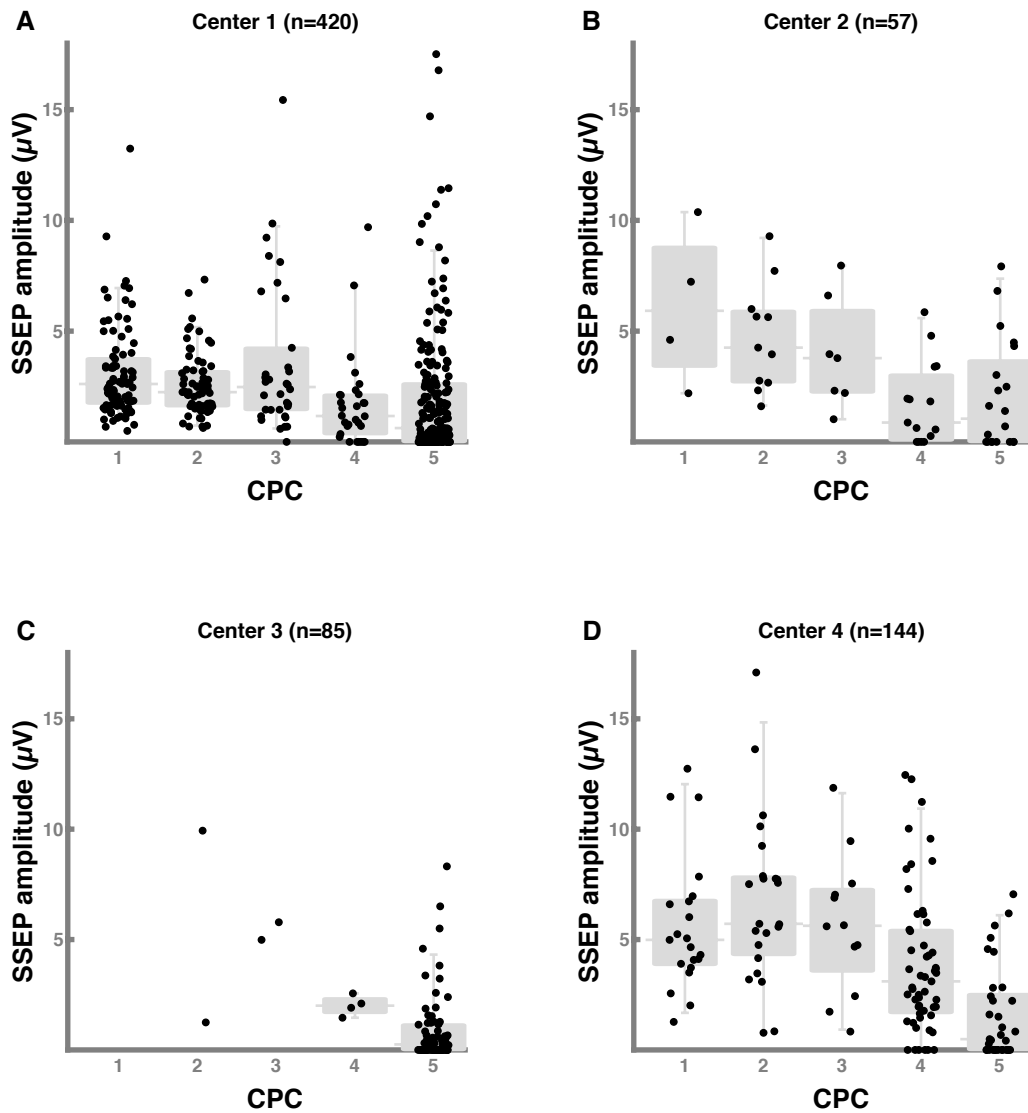 A
Center 1 (n=420)
SSEP amplitude (µV)
15
10
5
1 2 3 4 5
CPC
B
Center 2 (n=57)
SSEP amplitude (µV)
15
10
5
1 2 3 4 5
CPC
C
Center 3 (n=85)
SSEP amplitude (µV)
15
10
5
1 2 3 4 5
CPC
D
Center 4 (n=144)
SSEP amplitude (µV)
15
10
5
1 2 3 4 5
CPC